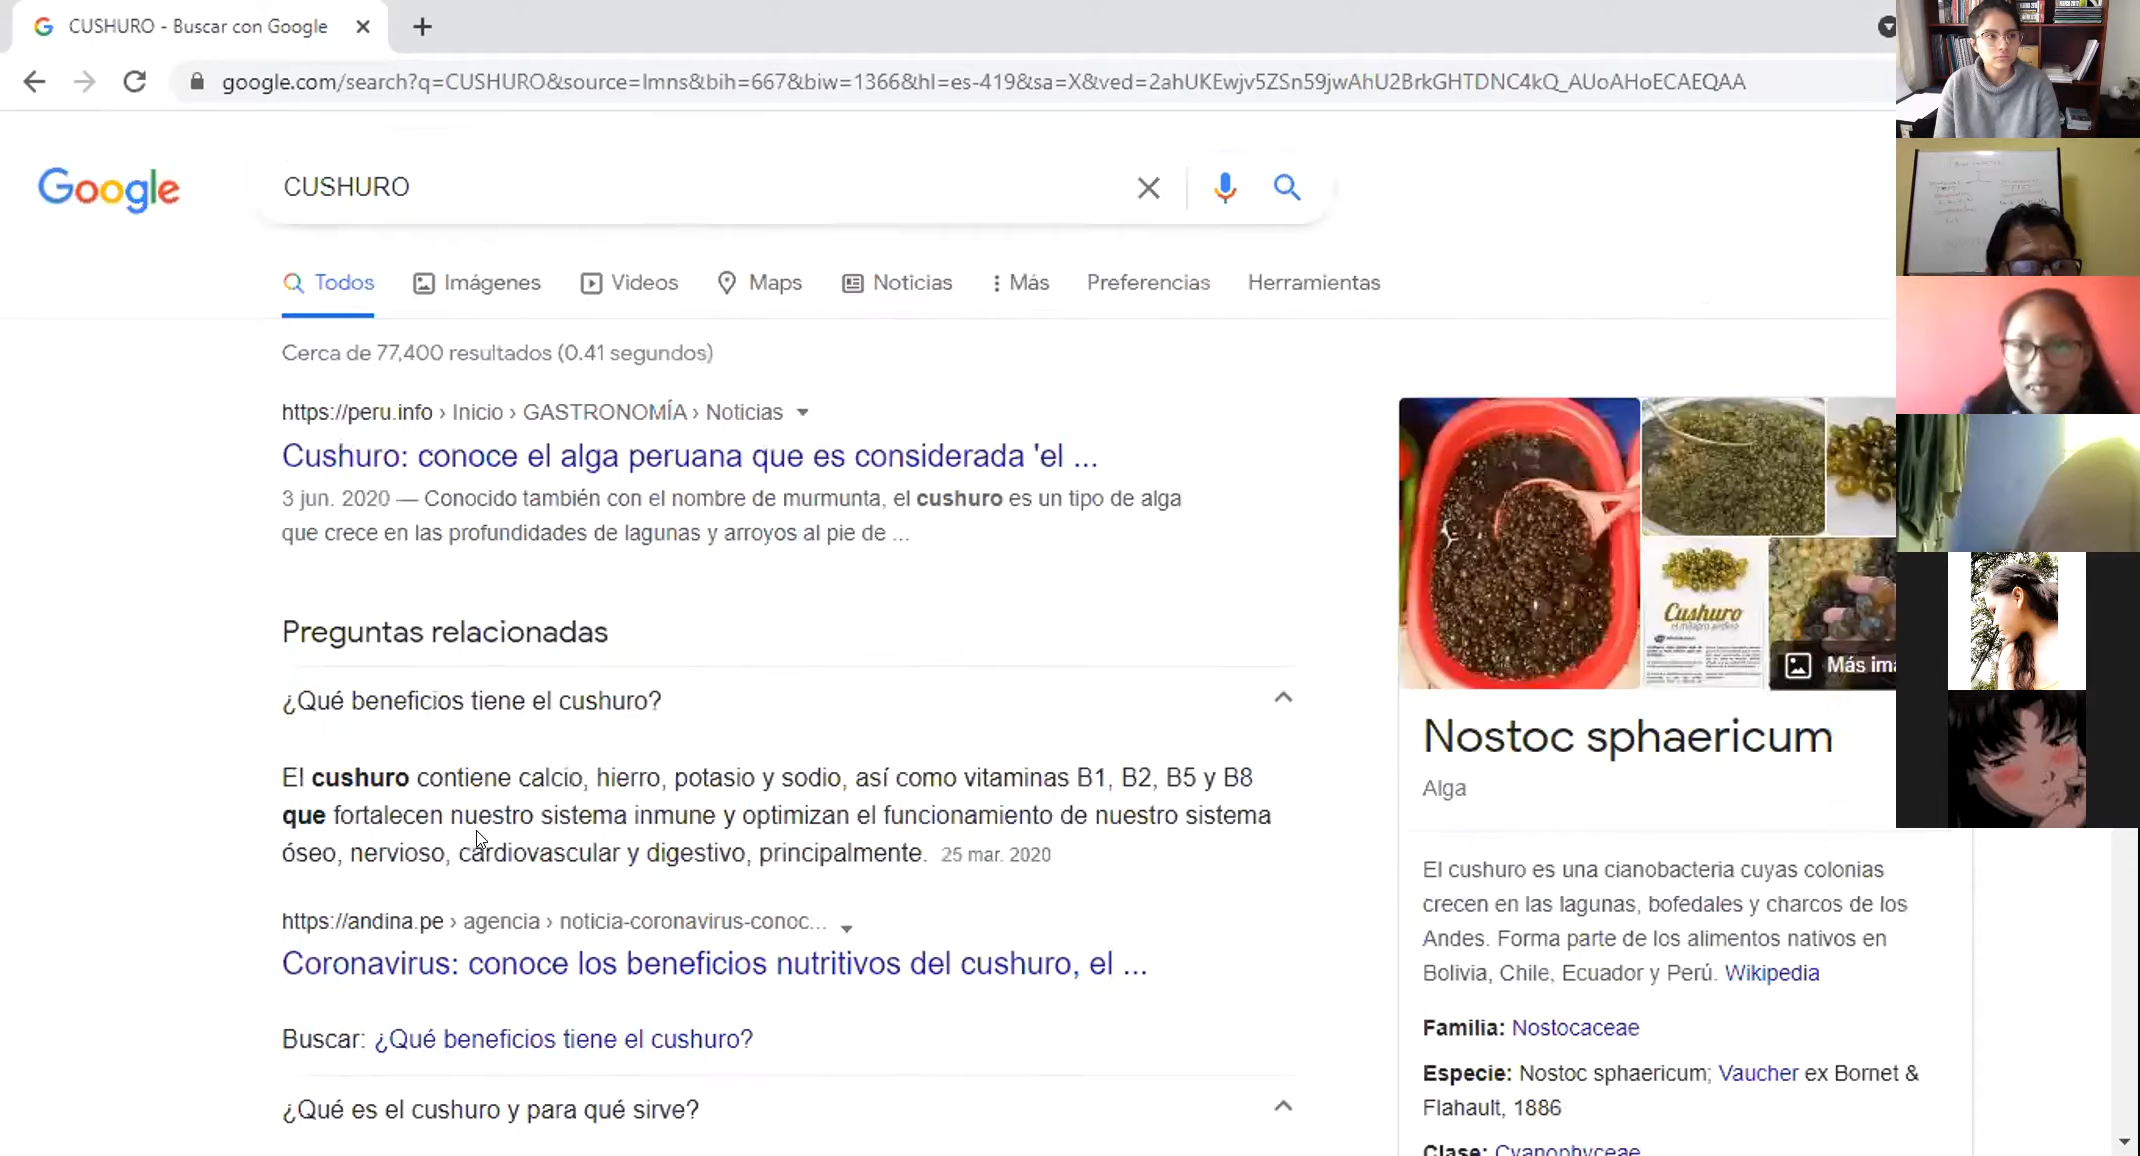 CUSHURO - Buscar con Google
google.com/search?q=CUSHURO&source=lmns&bih=667&biw=1366&hl=es-419&sa=X&ved=2ahUKEwjv5ZSn59jwAhU2BrkGHTDNC4kQ_AUoAHoECAEQAA
Google
CUSHURO
Todos Imágenes Videos Maps Noticias Más Preferencias Herramientas
Cerca de 77,400 resultados (0.41 segundos)
https://peru.info › Inicio › GASTRONOMÍA › Noticias
Cushuro: conoce el alga peruana que es considerada 'el ...
3 jun. 2020 — Conocido también con el nombre de murmunta, el cushuro es un tipo de alga
que crece en las profundidades de lagunas y arroyos al pie de ...
Preguntas relacionadas
¿Qué beneficios tiene el cushuro?
El cushuro contiene calcio, hierro, potasio y sodio, así como vitaminas B1, B2, B5 y B8
que fortalecen nuestro sistema inmune y optimizan el funcionamiento de nuestro sistema
óseo, nervioso, cardiovascular y digestivo, principalmente. 25 mar. 2020
https://andina.pe › agencia › noticia-coronavirus-conoc...
Coronavirus: conoce los beneficios nutritivos del cushuro, el ...
Buscar: ¿Qué beneficios tiene el cushuro?
¿Qué es el cushuro y para qué sirve?
Cushuro
el milagro andino
Más im
Nostoc sphaericum
Alga
El cushuro es una cianobacteria cuyas colonias
crecen en las lagunas, bofedales y charcos de los
Andes. Forma parte de los alimentos nativos en
Bolivia, Chile, Ecuador y Perú. Wikipedia
Familia: Nostocaceae
Especie: Nostoc sphaericum; Vaucher ex Bornet &
Flahault, 1886
Clase: Cyanophyceae